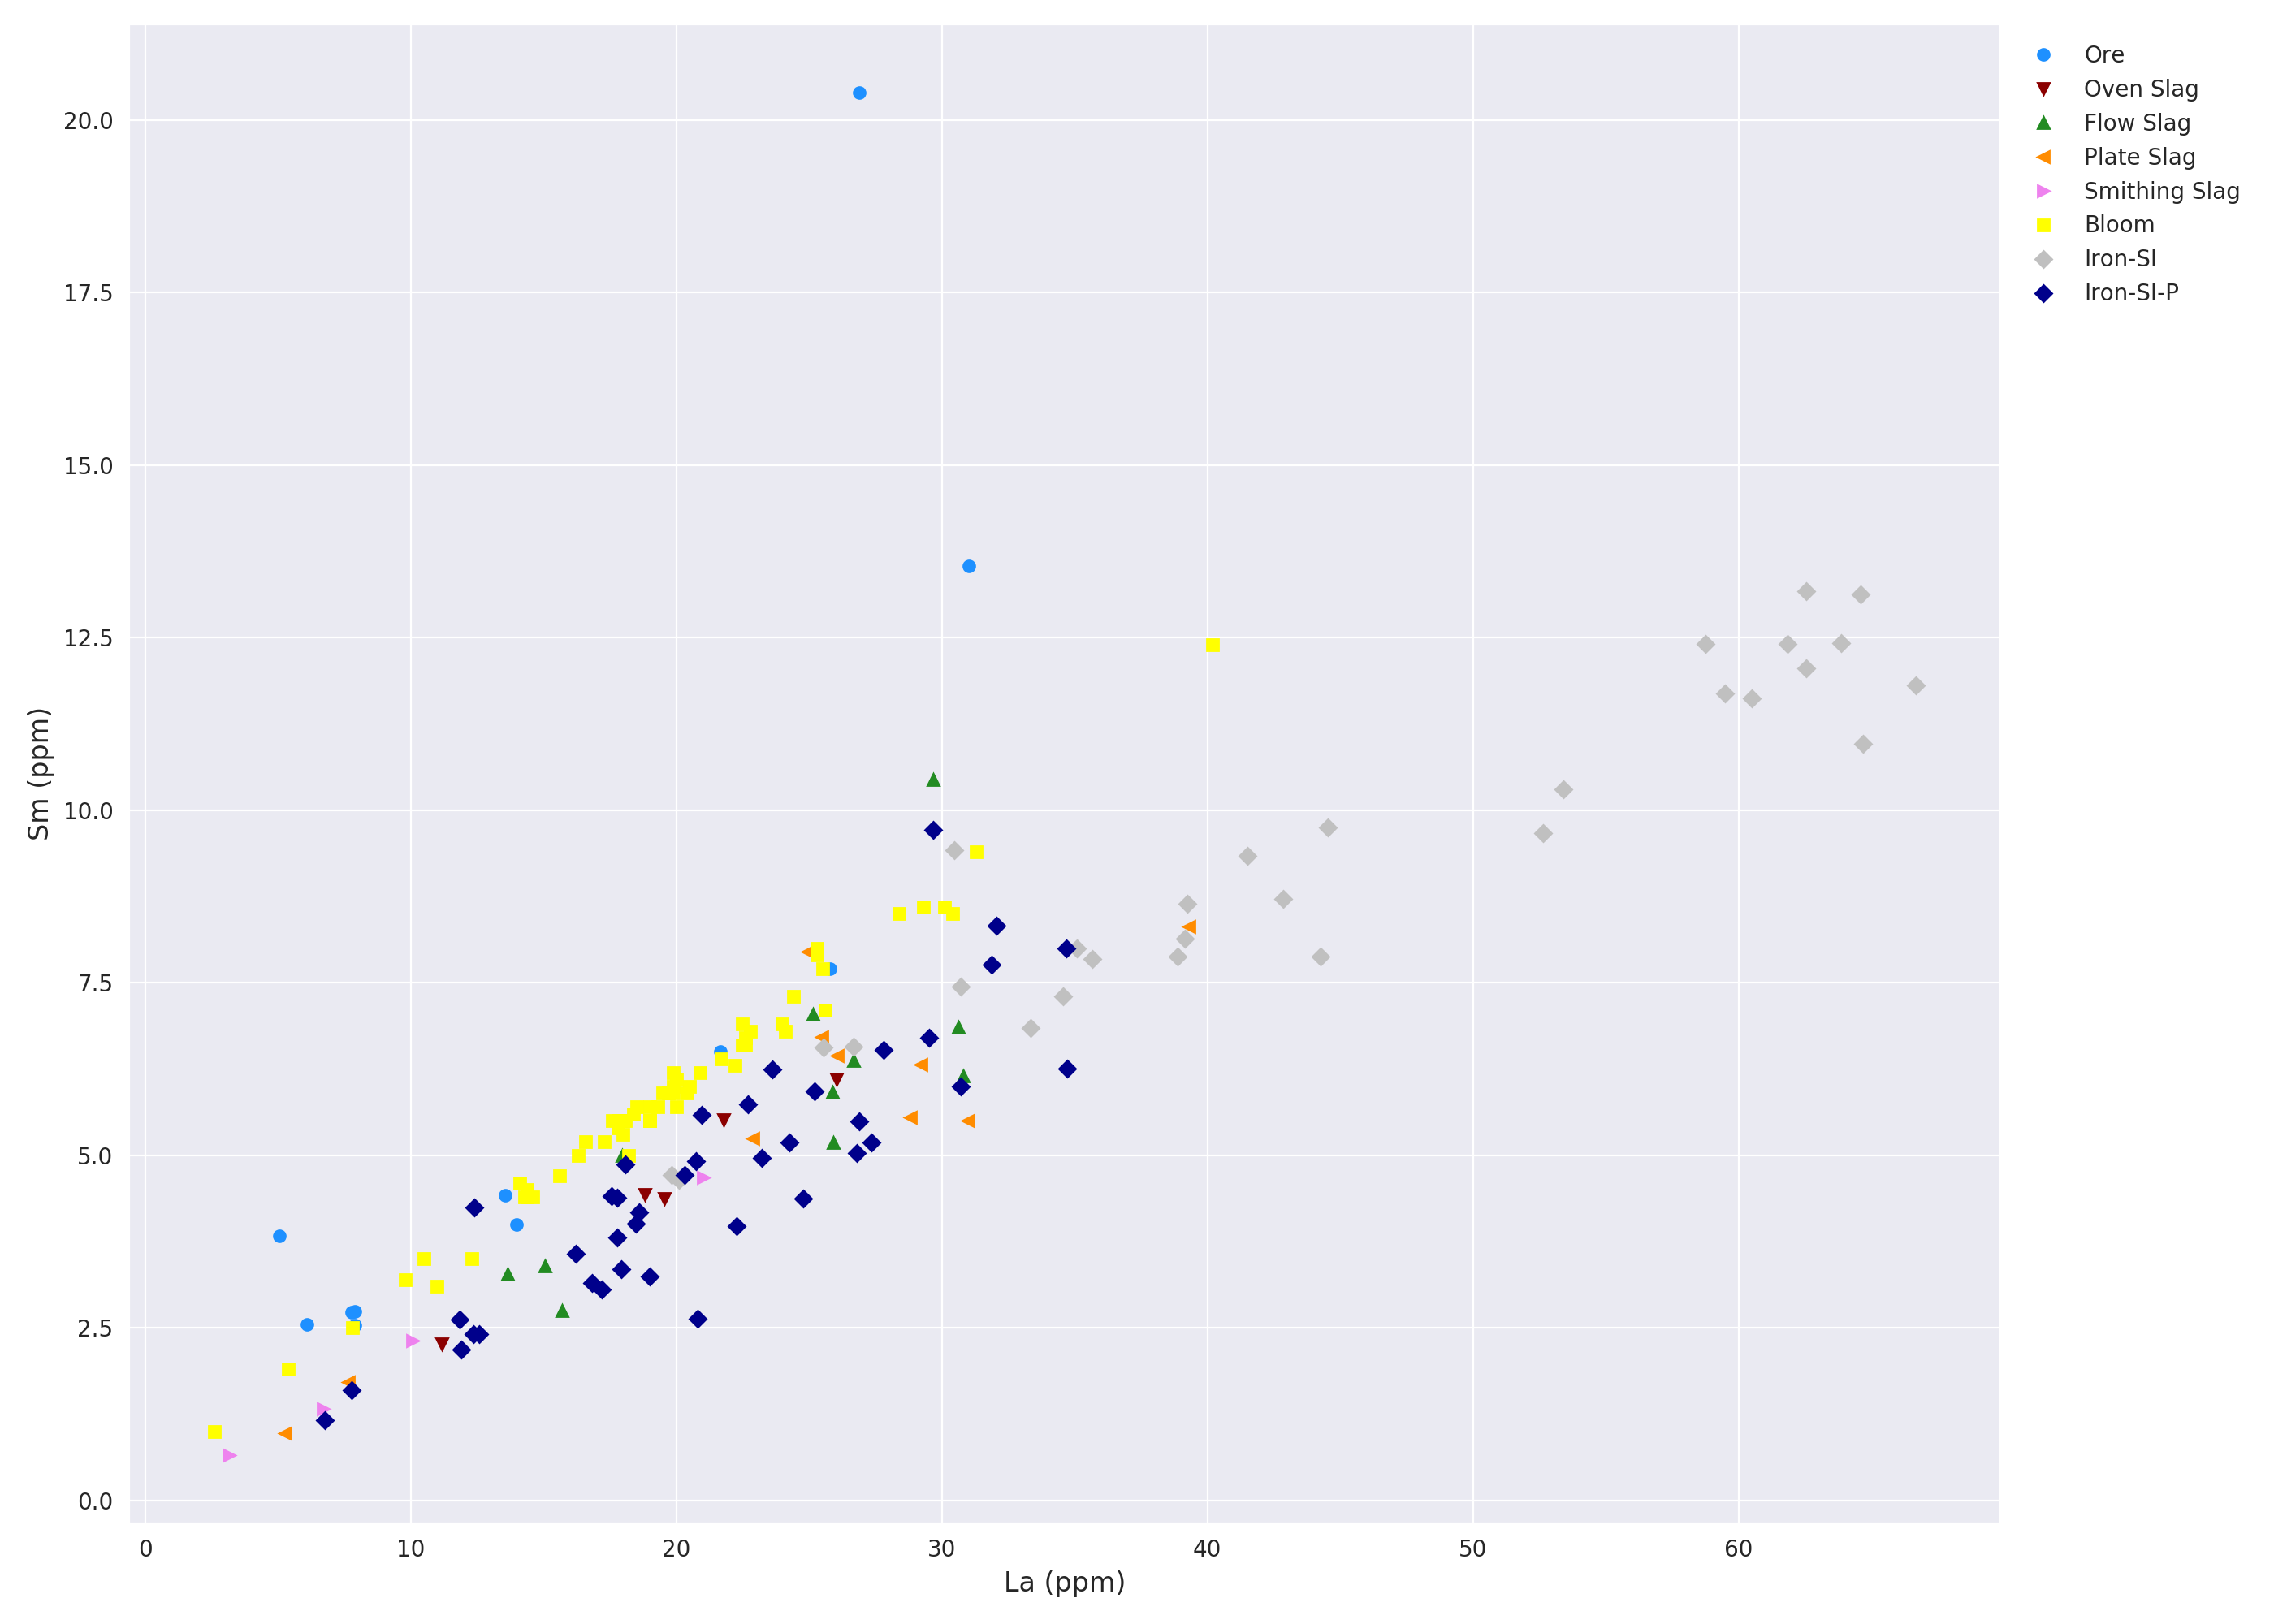 Ore
Oven Slag
Flow Slag
Plate Slag
Smithing Slag
Bloom
Iron-SI
Iron-SI-P
20.0
17.5
15.0
12.5
10.0
7.5
5.0
2.5
0.0
Sm (ppm)
0 10 20 30 40 50 60
La (ppm)